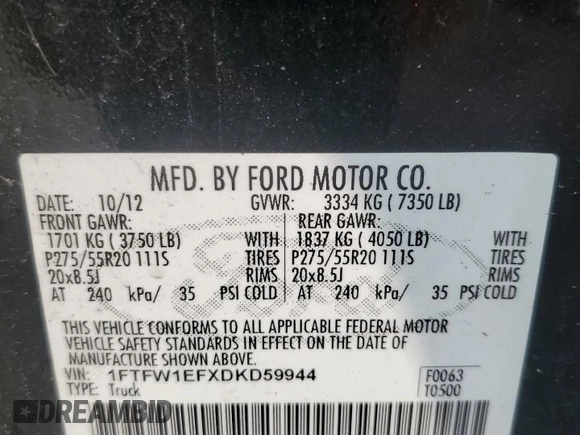 MFD. BY FORD MOTOR CO.
DATE: 10/12 GVWR: 3334 KG ( 7350 LB)
FRONT GAWR: REAR GAWR:
1701 KG ( 3750 LB) WITH 1837 KG ( 4050 LB) WITH
P275/55R20 111S TIRES P275/55R20 111S TIRES
20x8.5J RIMS 20x8.5J RIMS
AT 240 kPa/ 35 PSI COLD AT 240 kPa/ 35 PSI COLD
THIS VEHICLE CONFORMS TO ALL APPLICABLE FEDERAL MOTOR
VEHICLE SAFETY STANDARDS IN EFFECT ON THE DATE OF
MANUFACTURE SHOWN ABOVE.
VIN: 1FTFW1EFXDKD59944 F0063
TYPE: Truck T0500
DREAMBID